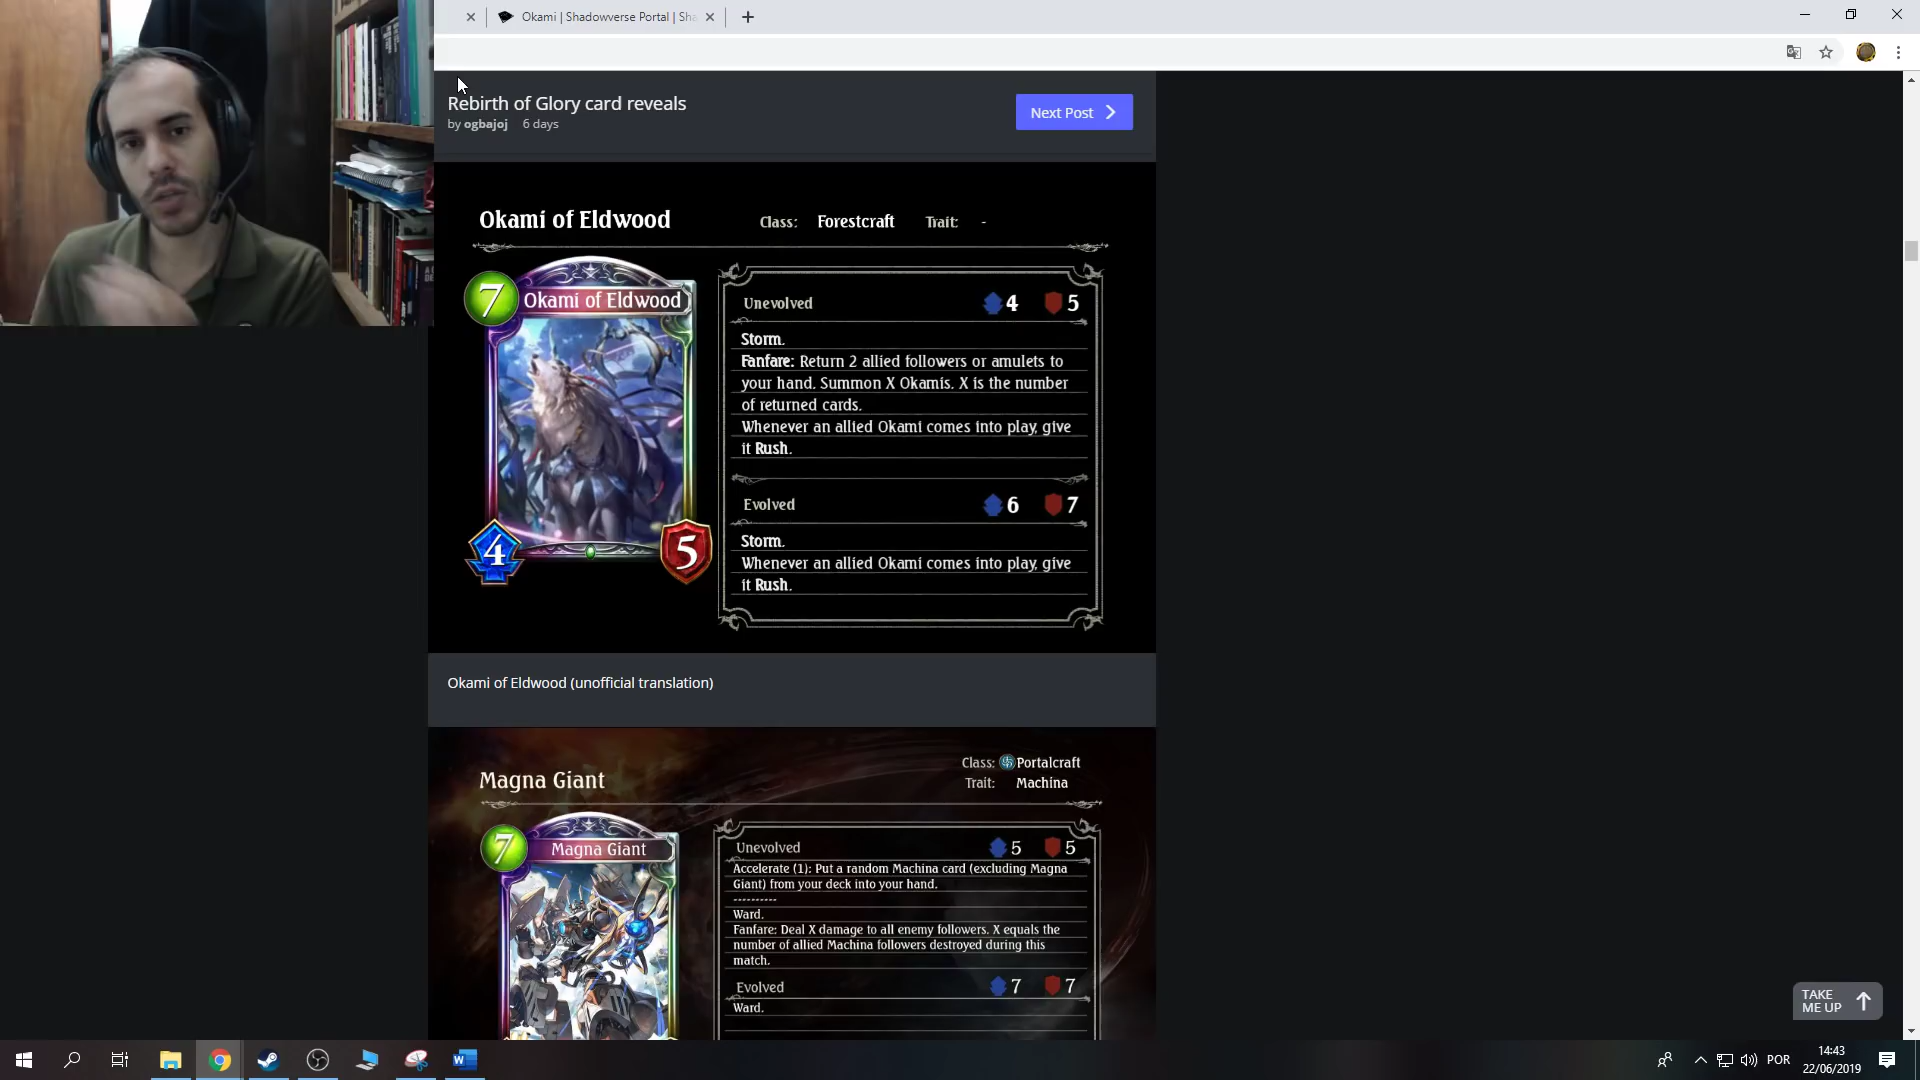 Okami | Shadowverse Portal | Sha
Rebirth of Glory card reveals
by ogbajoj 6 days
Next Post
Okami of Eldwood
Class: Forestcraft Trait: -
7
Okami of Eldwood
4
5
Unevolved 4 5
Storm.
Fanfare: Return 2 allied followers or amulets to
your hand. Summon X Okamis. X is the number
of returned cards.
Whenever an allied Okami comes into play, give
it Rush.
Evolved 6 7
Storm.
Whenever an allied Okami comes into play, give
it Rush.
Okami of Eldwood (unofficial translation)
Magna Giant
Class: Portalcraft
Trait: Machina
7
Magna Giant
Unevolved 5 5
Accelerate (1): Put a random Machina card (excluding Magna
Giant) from your deck into your hand.
----------
Ward.
Fanfare: Deal X damage to all enemy followers. X equals the
number of allied Machina followers destroyed during this
match.
Evolved 7 7
Ward.
TAKE
ME UP
POR
14:43
22/06/2019